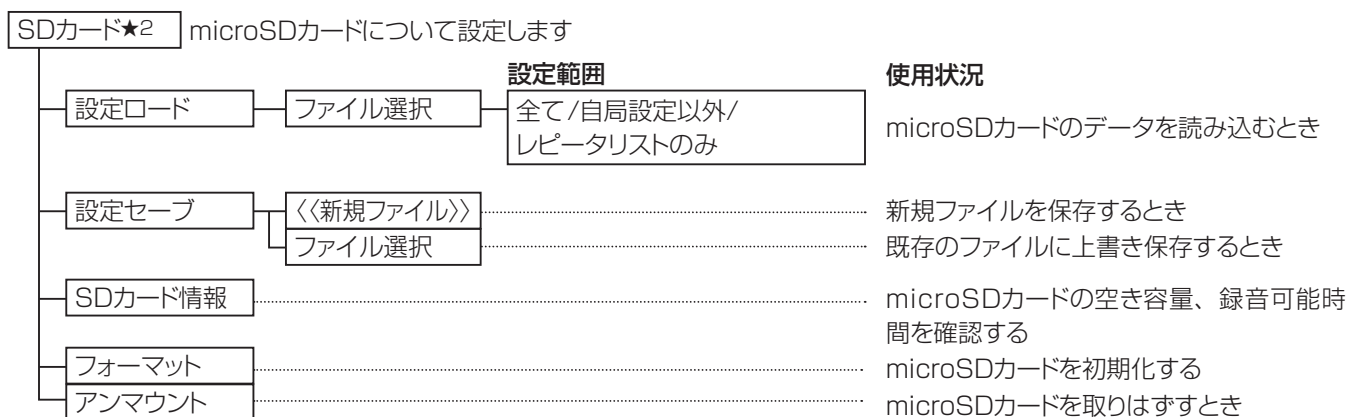 SDカード★2 microSDカードについて設定します
設定範囲 使用状況
設定ロード ファイル選択 全て/自局設定以外/
レピータリストのみ
microSDカードのデータを読み込むとき
設定セーブ 〈〈新規ファイル〉〉 新規ファイルを保存するとき
ファイル選択 既存のファイルに上書き保存するとき
SDカード情報 microSDカードの空き容量、録音可能時
間を確認する
フォーマット microSDカードを初期化する
アンマウント microSDカードを取りはずすとき